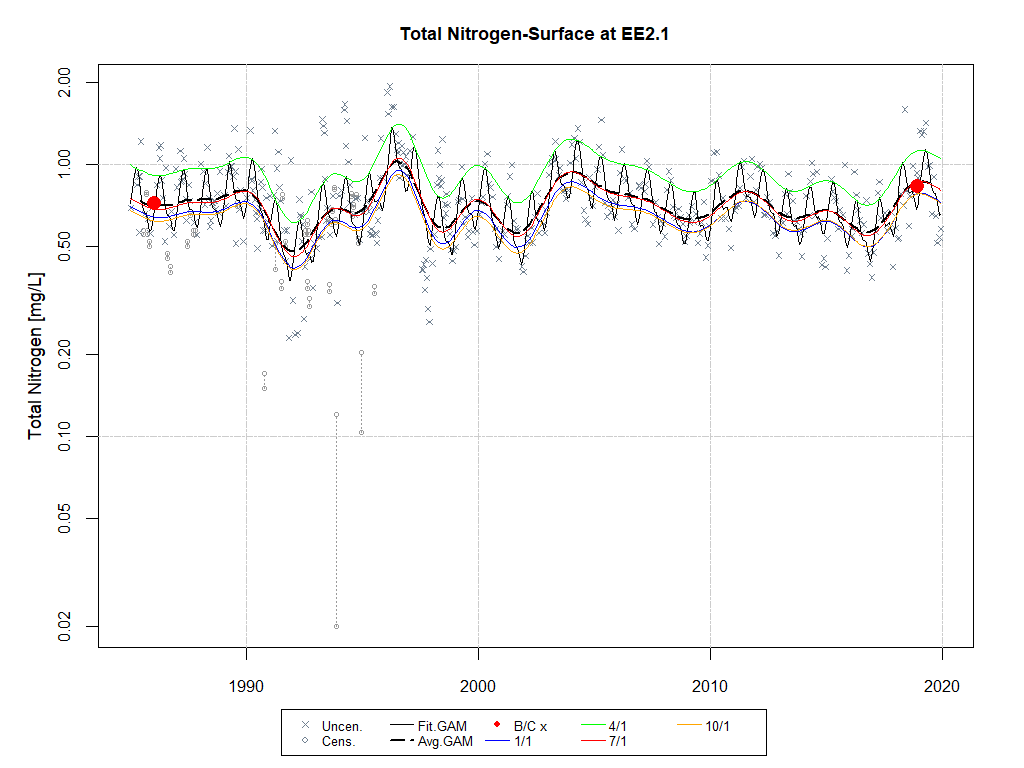 Total Nitrogen-Surface at EE2.1
Total Nitrogen [mg/L]
2.00
1.00
0.50
0.20
0.10
0.05
0.02
1990 2000 2010 2020
Uncen. Fit.GAM B/C x 4/1 10/1
Cens. Avg.GAM 1/1 7/1